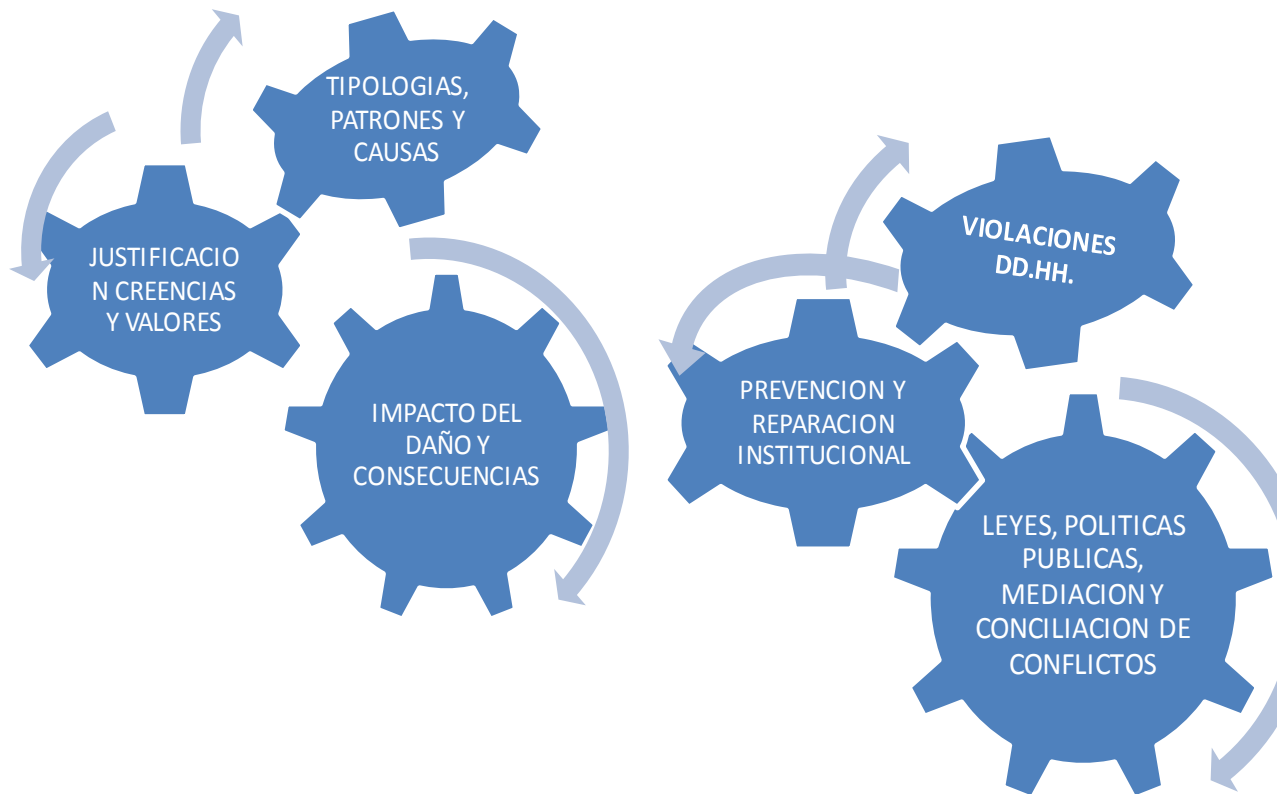 TIPOLOGIAS,
PATRONES Y
CAUSAS
JUSTIFICACIO
N CREENCIAS
Y VALORES
IMPACTO DEL
DAÑO Y
CONSECUENCIAS
VIOLACIONES
DD.HH.
PREVENCION Y
REPARACION
INSTITUCIONAL
LEYES, POLITICAS
PUBLICAS,
MEDIACION Y
CONCILIACION DE
CONFLICTOS